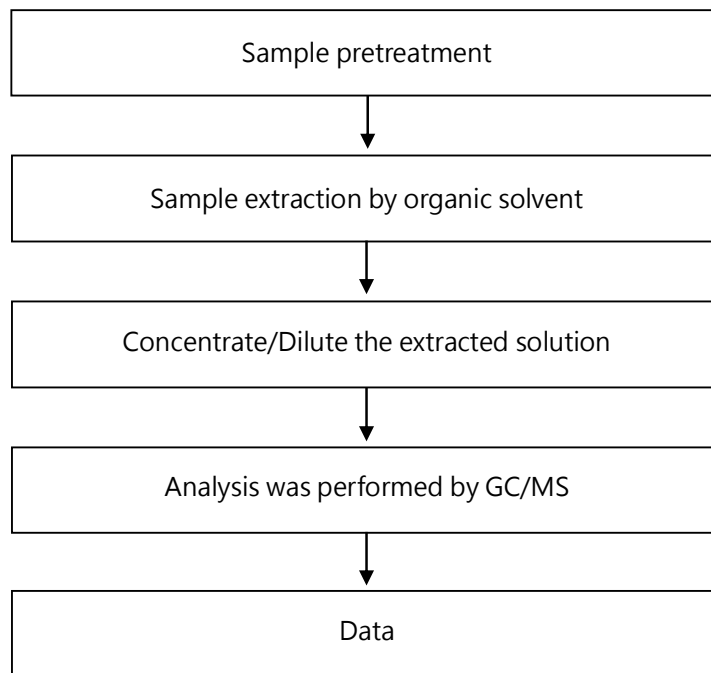 Sample pretreatment
Sample extraction by organic solvent
Concentrate/Dilute the extracted solution
Analysis was performed by GC/MS
Data